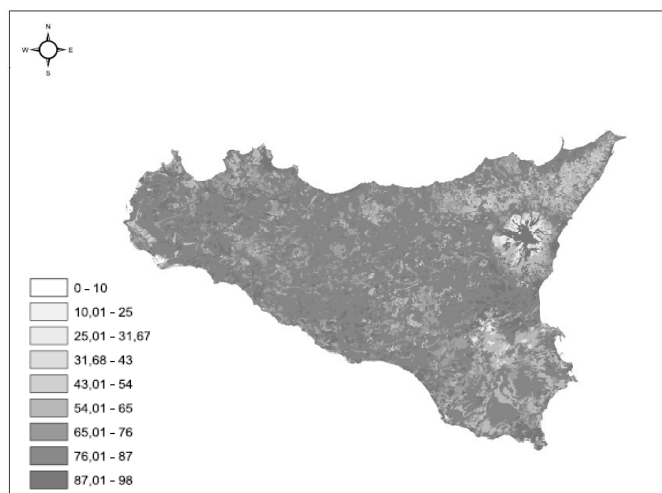 N
W E
S
0 – 10
10,01 – 25
25,01 – 31,67
31,68 – 43
43,01 – 54
54,01 – 65
65,01 – 76
76,01 – 87
87,01 – 98